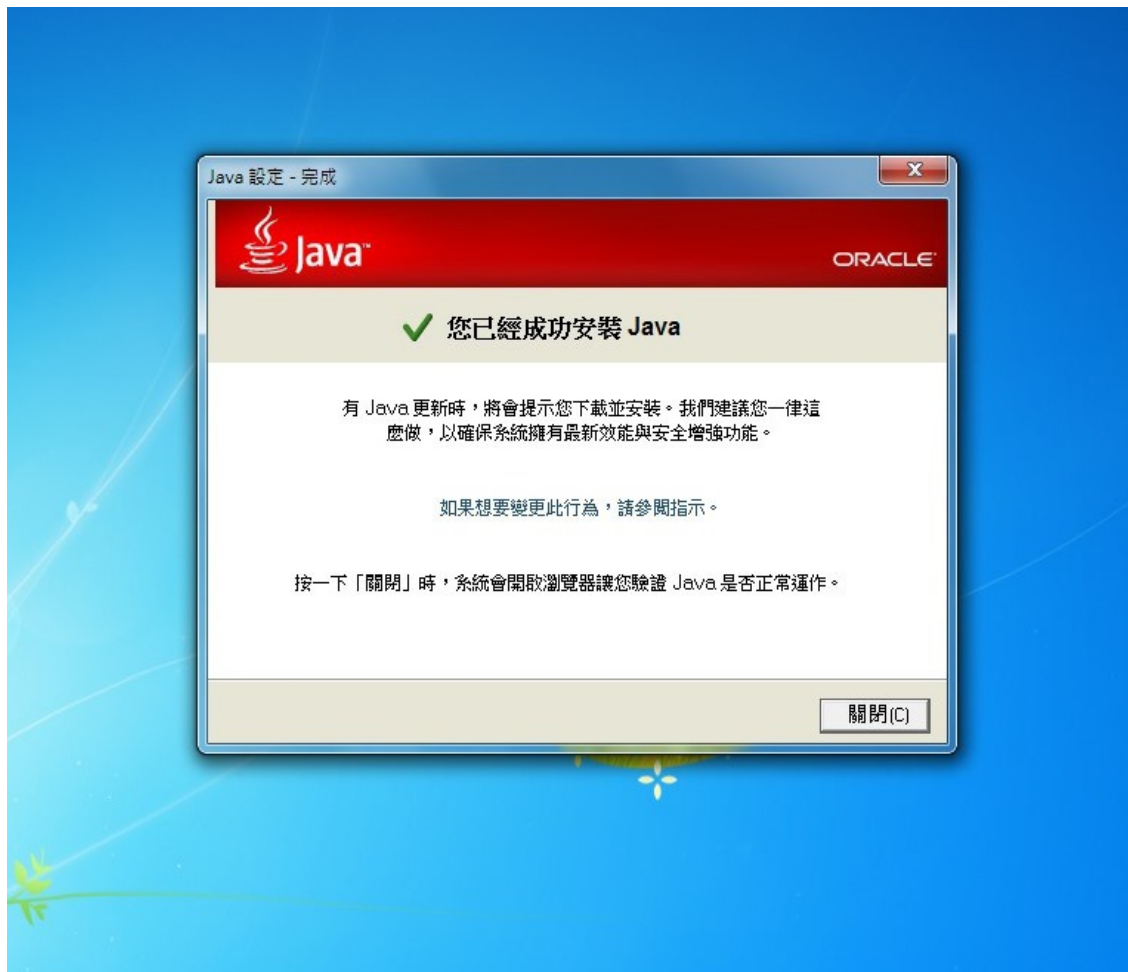 Java 設定 - 完成
Java™
ORACLE
您已經成功安裝 Java
有 Java 更新時，將會提示您下載並安裝。我們建議您一律這
麼做，以確保系統擁有最新效能與安全增強功能。
如果想要變更此行為，請參閱指示。
按一下「關閉」時，系統會開啟瀏覽器讓您驗證 Java 是否正常運作。
關閉(C)